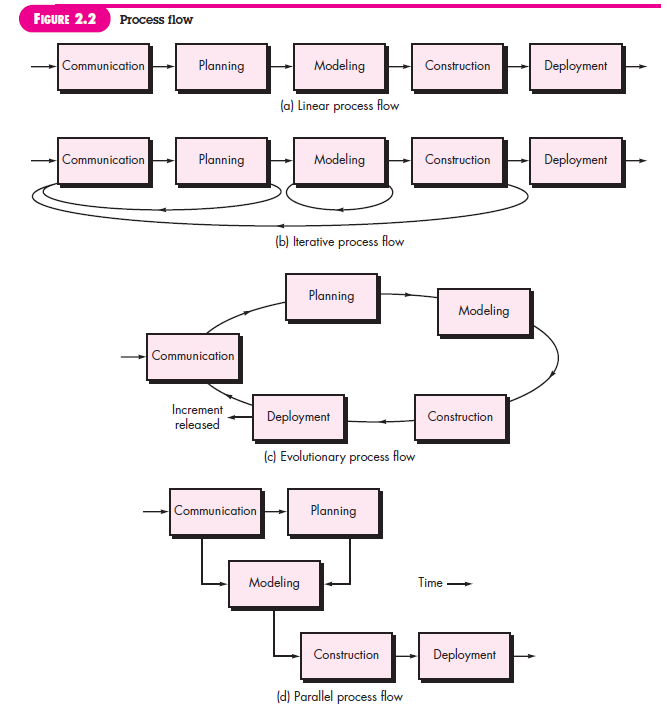 FIGURE 2.2 Process flow
Communication Planning Modeling Construction Deployment
(a) Linear process flow
Communication Planning Modeling Construction Deployment
(b) Iterative process flow
Planning
Modeling
Communication
Increment
released
Deployment
Construction
(c) Evolutionary process flow
Communication Planning
Modeling
Time
Construction Deployment
(d) Parallel process flow